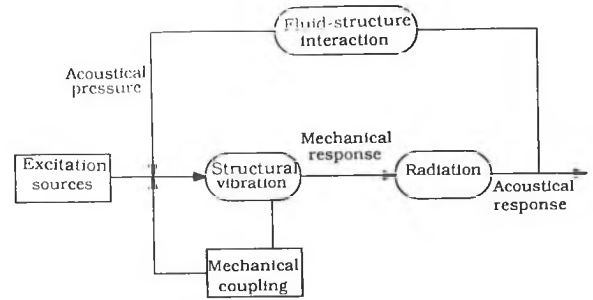 Fluid-structure
interaction
Acoustical
pressure
Mechanical
response
Excitation
sources
Structural
vibration
Radiation
Acoustical
response
Mechanical
coupling